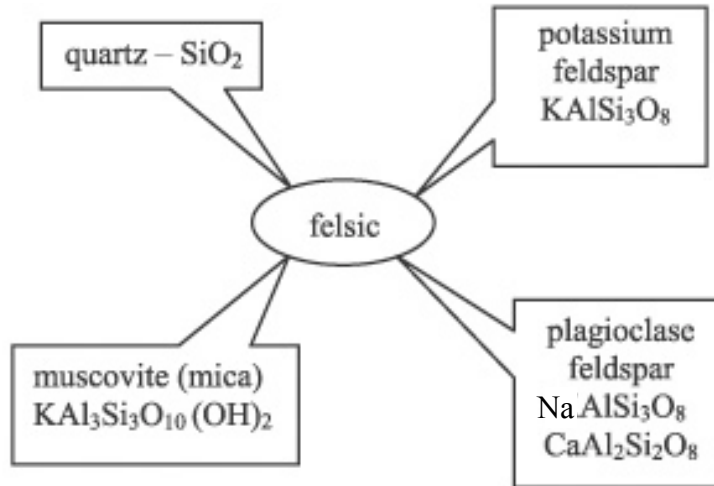 quartz – SiO₂
potassium
feldspar
KAlSi₃O₈
felsic
muscovite (mica)
KAl₃Si₃O₁₀ (OH)₂
plagioclase
feldspar
NaAlSi₃O₈
CaAl₂Si₂O₈